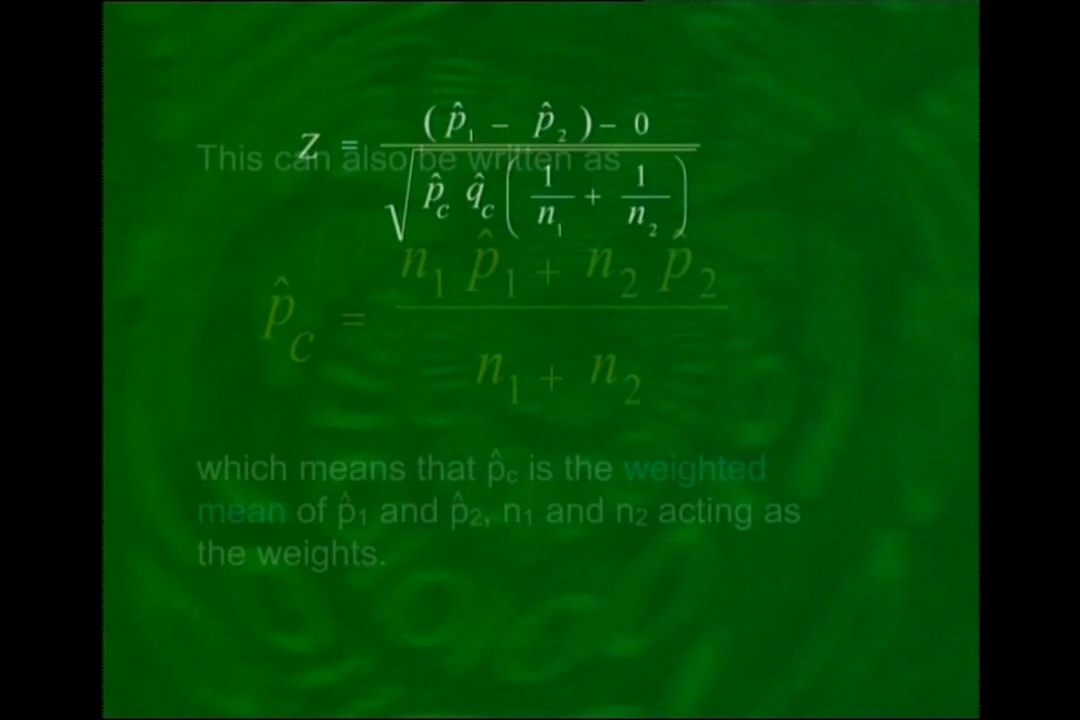 Z = ((p̂₁ − p̂₂) − 0) / √(p̂c q̂c (1/n₁ + 1/n₂))
This can also be written as
p̂c = (n₁ p̂₁ + n₂ p̂₂) / (n₁ + n₂)
which means that p̂c is the weighted
mean of p̂₁ and p̂₂, n₁ and n₂ acting as
the weights.